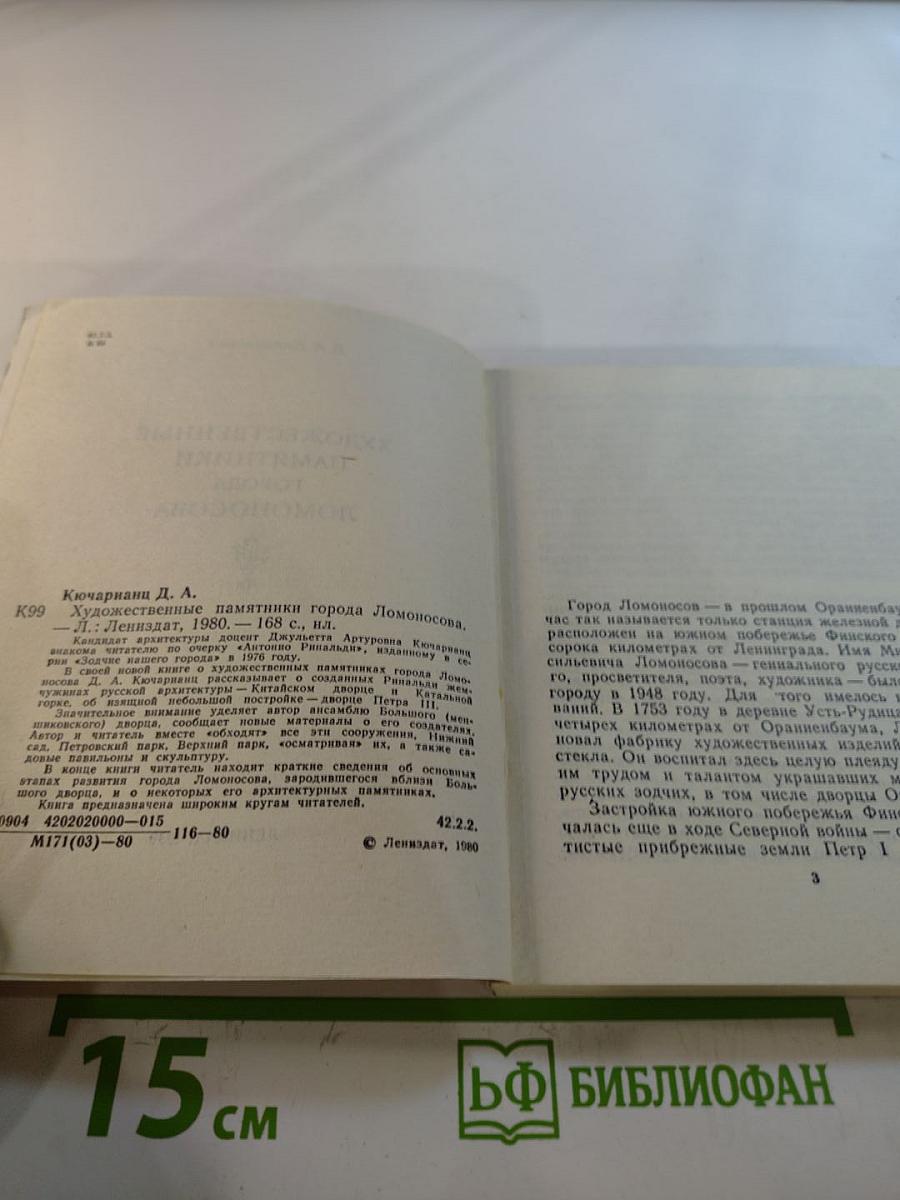 Кючарианц Д. А.
К99 Художественные памятники города Ломоносова.
— Л.: Лениздат, 1980.— 168 с., ил.
Кандидат архитектуры доцент Джульетта Артуровна Кючарианц
знакома читателю по очерку «Антонио Ринальди», изданному в се-
рии «Зодчие нашего города» в 1976 году.
В своей новой книге о художественных памятниках города Ломо-
носова Д. А. Кючарианц рассказывает о созданных Ринальди жем-
чужинах русской архитектуры — Китайском дворце и Катальной
горке, об изящной небольшой постройке — дворце Петра III.
Значительное внимание уделяет автор ансамблю Большого (мен-
шиковского) дворца, сообщает новые материалы о его создателях.
Автор и читатель вместе «обходят» все эти сооружения, Нижний
сад, Петровский парк, Верхний парк, «осматривая» их, а также са-
довые павильоны и скульптуру.
В конце книги читатель находит краткие сведения об основных
этапах развития города Ломоносова, зародившегося вблизи Боль-
шого дворца, и о некоторых его архитектурных памятниках.
Книга предназначена широким кругам читателей.
0904 4202020000—015
М171(03)—80
116—80
42.2.2.
© Лениздат, 1980
Город Ломоносов — в прошлом Ораниенбау
час так называется только станция железной д
расположен на южном побережье Финского
сорока километрах от Ленинграда. Имя Ми
сильевича Ломоносова — гениального русск
го, просветителя, поэта, художника — было
городу в 1948 году. Для того имелось
ваний. В 1753 году в деревне Усть-Рудица
четырех километрах от Ораниенбаума, Л
новал фабрику художественных изделий
стекла. Он воспитал здесь целую плеяду
им трудом и талантом украшавших м
русских зодчих, в том числе дворцы О
Застройка южного побережья Фин
чалась еще в ходе Северной войны — 
тистые прибрежные земли Петр I
3
15 см
БФ БИБЛИОФАН